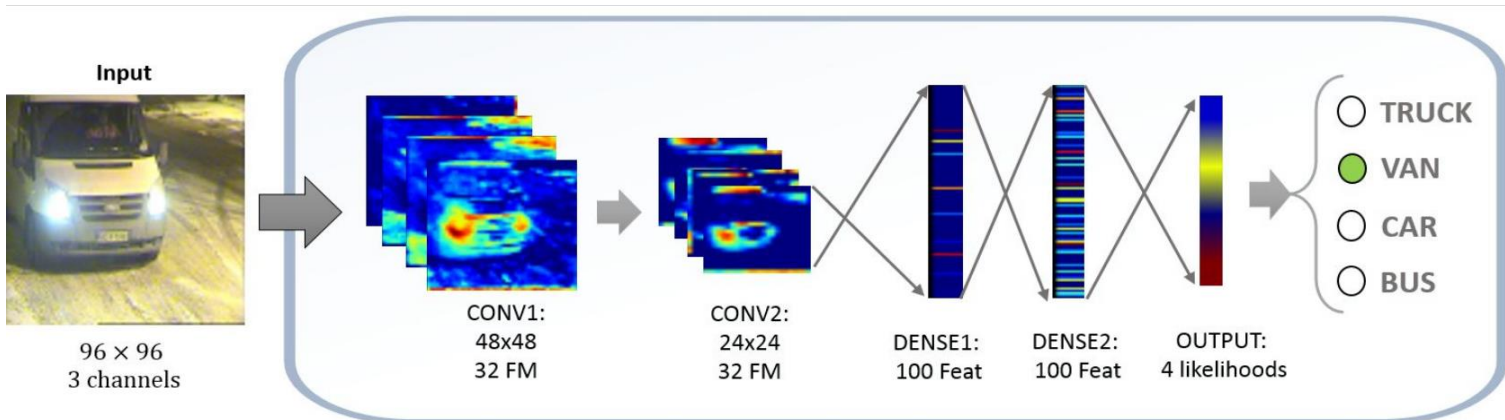 Input
96 × 96
3 channels
CONV1:
48x48
32 FM
CONV2:
24x24
32 FM
DENSE1:
100 Feat
DENSE2:
100 Feat
OUTPUT:
4 likelihoods
TRUCK
VAN
CAR
BUS